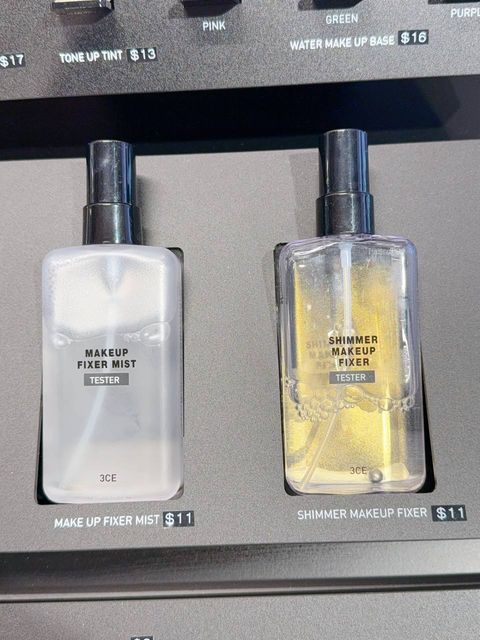 PINK
GREEN
PURPL
$17
TONE UP TINT $13
WATER MAKE UP BASE $16
MAKEUP
FIXER MIST
TESTER
3CE
SHIMMER
MAKEUP
FIXER
TESTER
3CE
MAKE UP FIXER MIST $11
SHIMMER MAKEUP FIXER $11